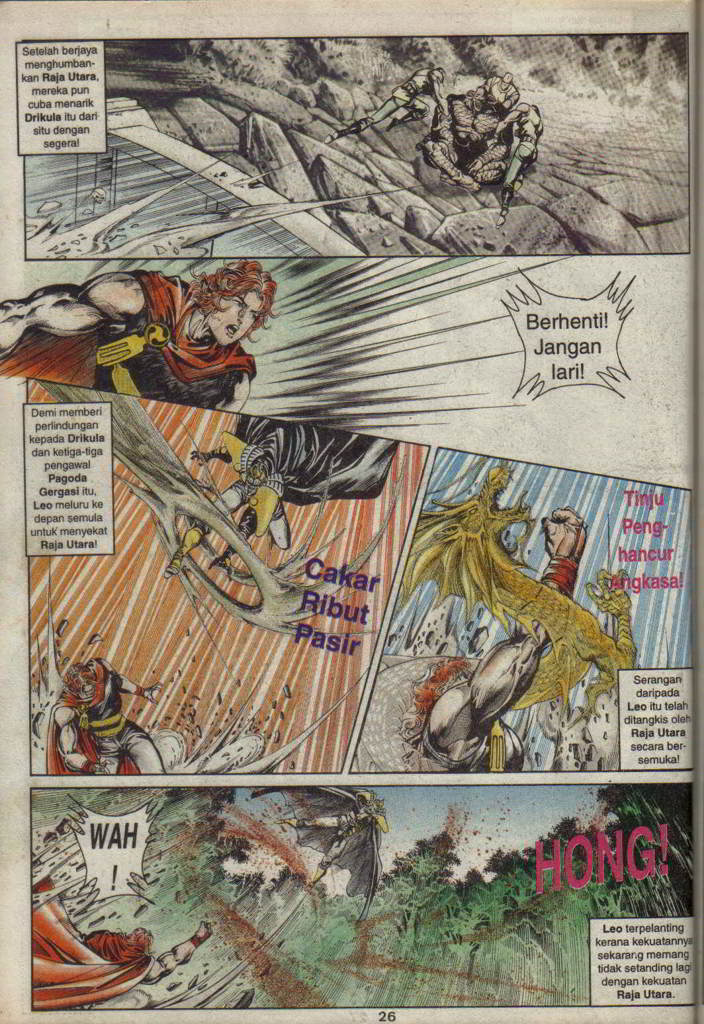 Setelah berjaya
menghumban-
kan Raja Utara,
mereka pun
cuba menarik
Drikula itu dari
situ dengan
segera!
Berhenti!
Jangan
lari!
Demi memberi
perlindungan
kepada Drikula
dan ketiga-tiga
pengawal
Pagoda
Gergasi itu,
Leo meluru ke
depan semula
untuk menyekat
Raja Utara!
Cakar
Ribut
Pasir
Tinju
Peng-
hancur
Angkasa!
Serangan
daripada
Leo itu telah
ditangkis oleh
Raja Utara
secara ber-
semuka!
WAH
!
HONG!
Leo terpelanting
kerana kekuatannya
sekarang memang
tidak setanding lagi
dengan kekuatan
Raja Utara.
26